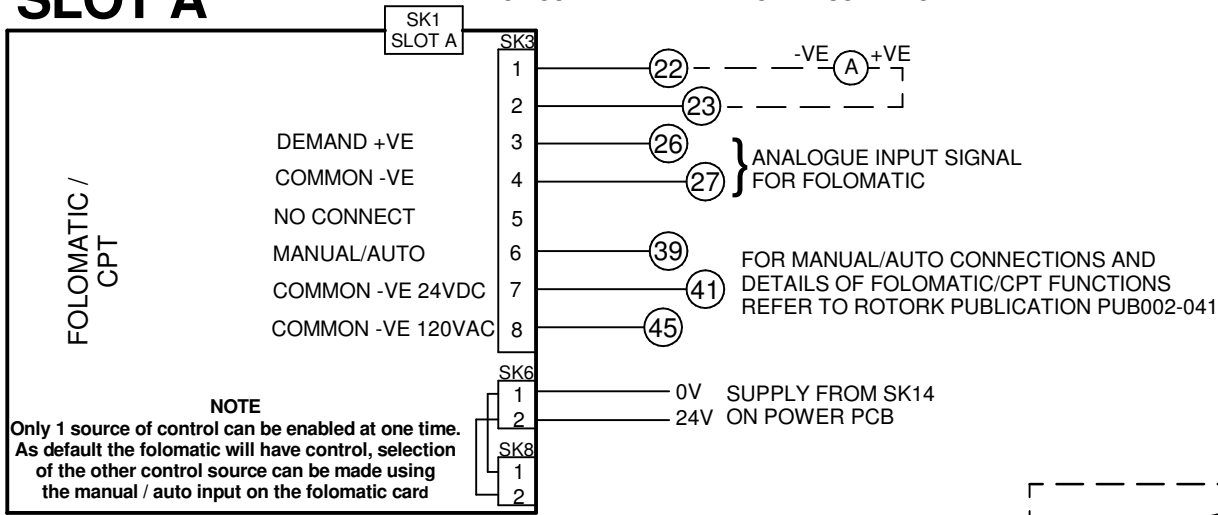 SLOT A
SK1
SLOT A
SK3
1
22
-VE
A
+VE
2
23
DEMAND +VE
3
26
COMMON -VE
4
27
} ANALOGUE INPUT SIGNAL
FOR FOLOMATIC
NO CONNECT
5
MANUAL/AUTO
6
39
COMMON -VE 24VDC
7
41
COMMON -VE 120VAC
8
45
FOR MANUAL/AUTO CONNECTIONS AND
DETAILS OF FOLOMATIC/CPT FUNCTIONS
REFER TO ROTORK PUBLICATION PUB002-041
FOLOMATIC /
CPT
SK6
1
0V
2
24V
SUPPLY FROM SK14
ON POWER PCB
SK8
1
2
NOTE
Only 1 source of control can be enabled at one time.
As default the folomatic will have control, selection
of the other control source can be made using
the manual / auto input on the folomatic card